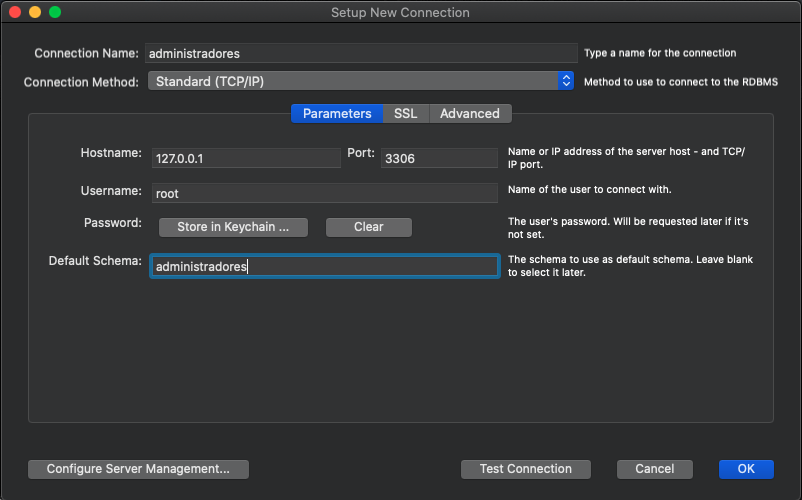 Setup New Connection
Connection Name: administradores Type a name for the connection
Connection Method: Standard (TCP/IP) Method to use to connect to the RDBMS
Parameters SSL Advanced
Hostname: 127.0.0.1 Port: 3306 Name or IP address of the server host - and TCP/
IP port.
Username: root Name of the user to connect with.
Password: Store in Keychain ... Clear The user's password. Will be requested later if it's
not set.
Default Schema: administradores The schema to use as default schema. Leave blank
to select it later.
Configure Server Management... Test Connection Cancel OK